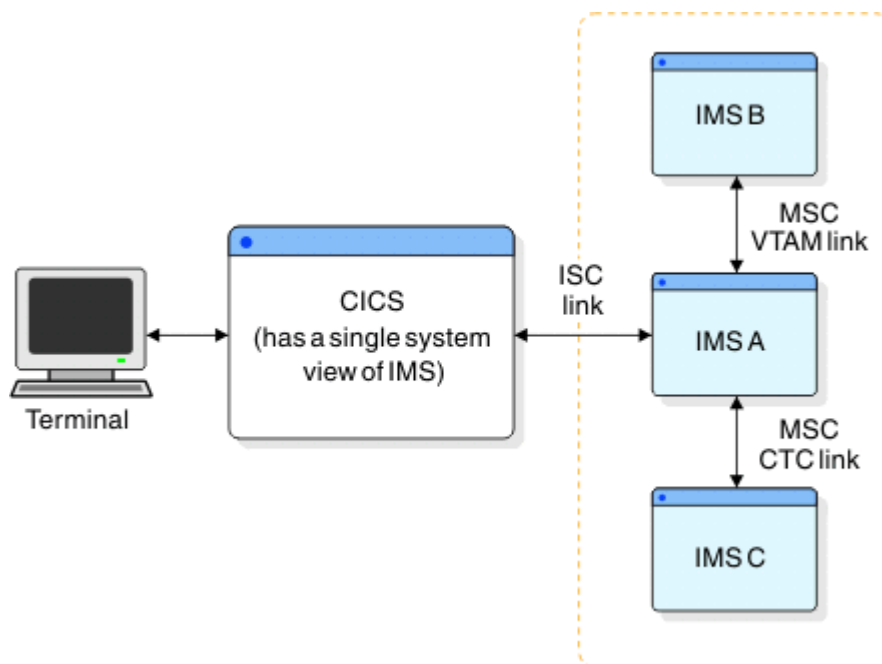 IMS B
MSC
VTAM link
ISC
link
CICS
(has a single system
view of IMS)
IMS A
Terminal
MSC
CTC link
IMS C